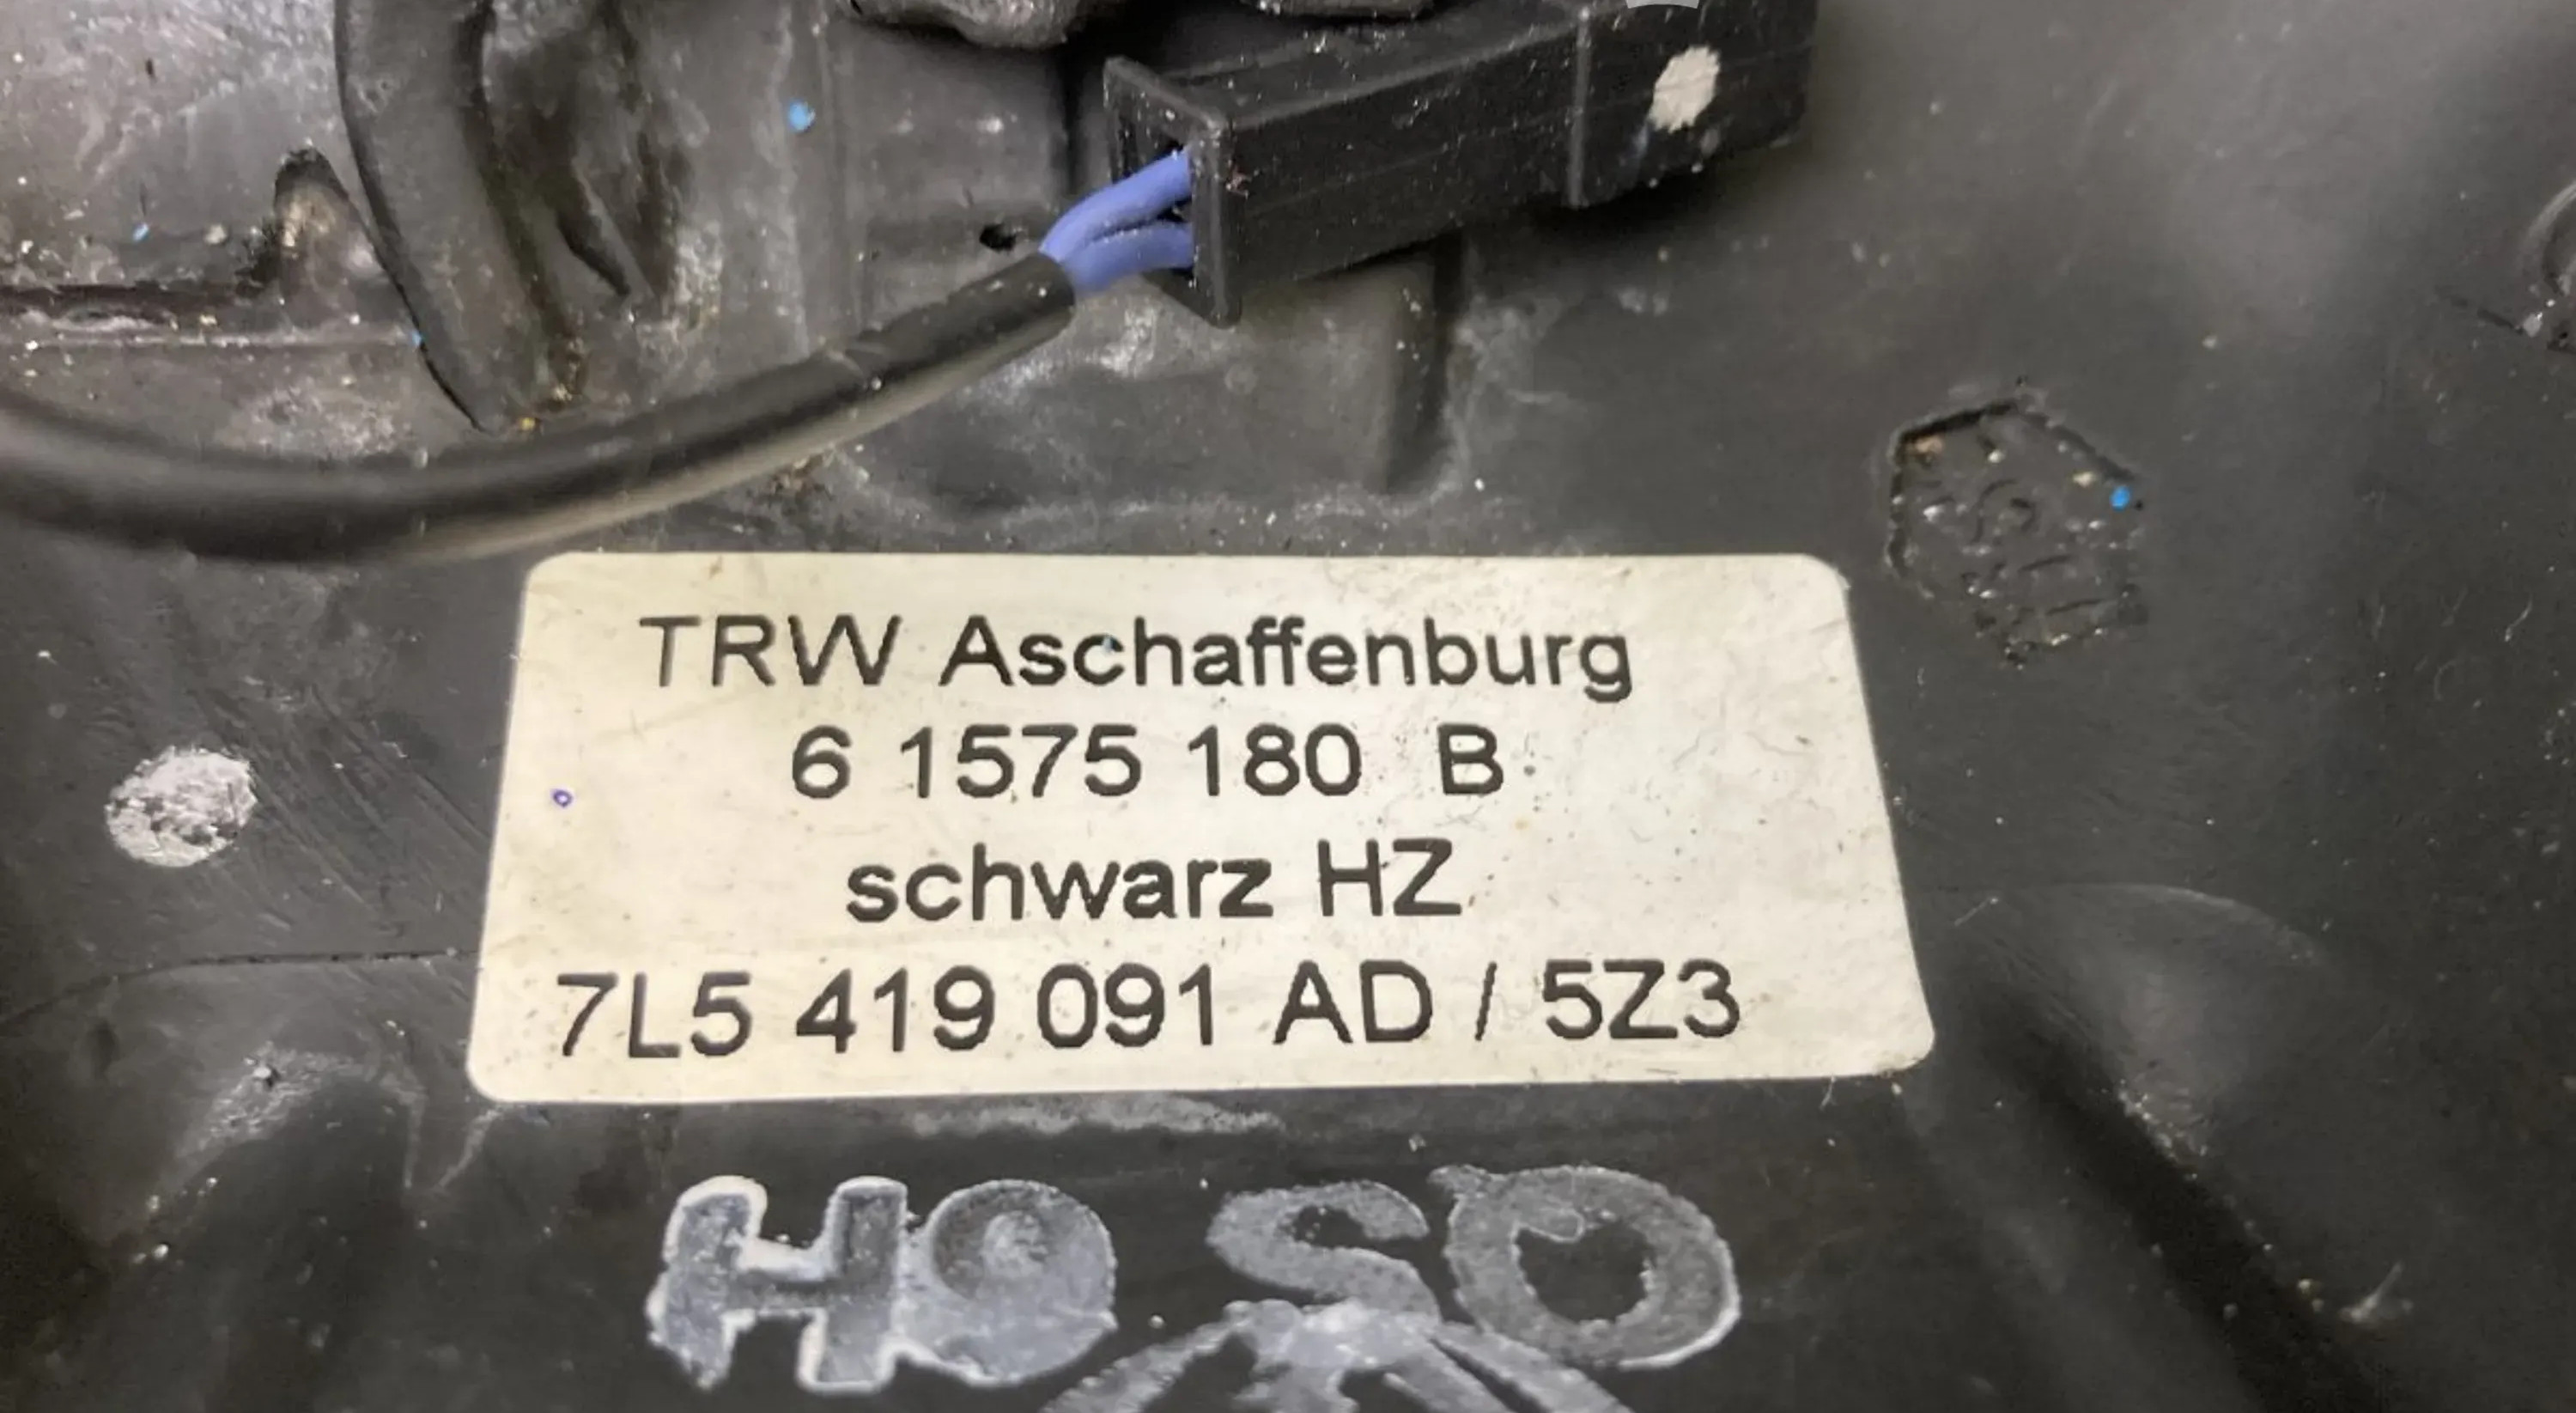 TRW Aschaffenburg
6 1575 180 B
schwarz HZ
7L5 419 091 AD / 5Z3